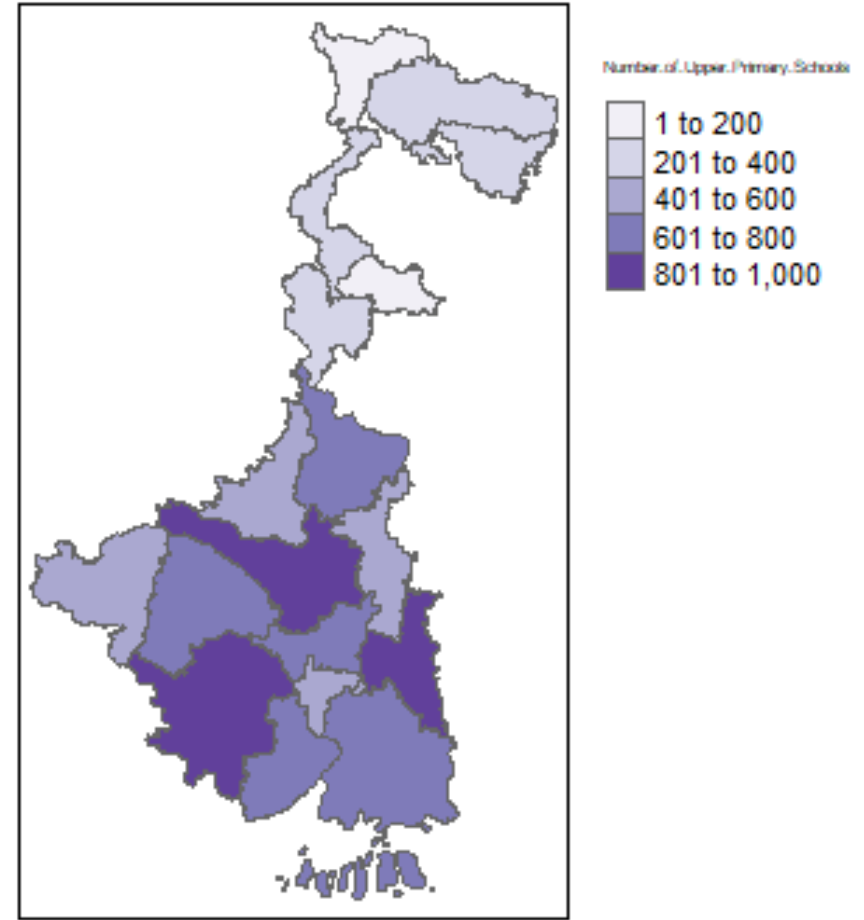 Number.of.Upper.Primary.Schools
1 to 200
201 to 400
401 to 600
601 to 800
801 to 1,000